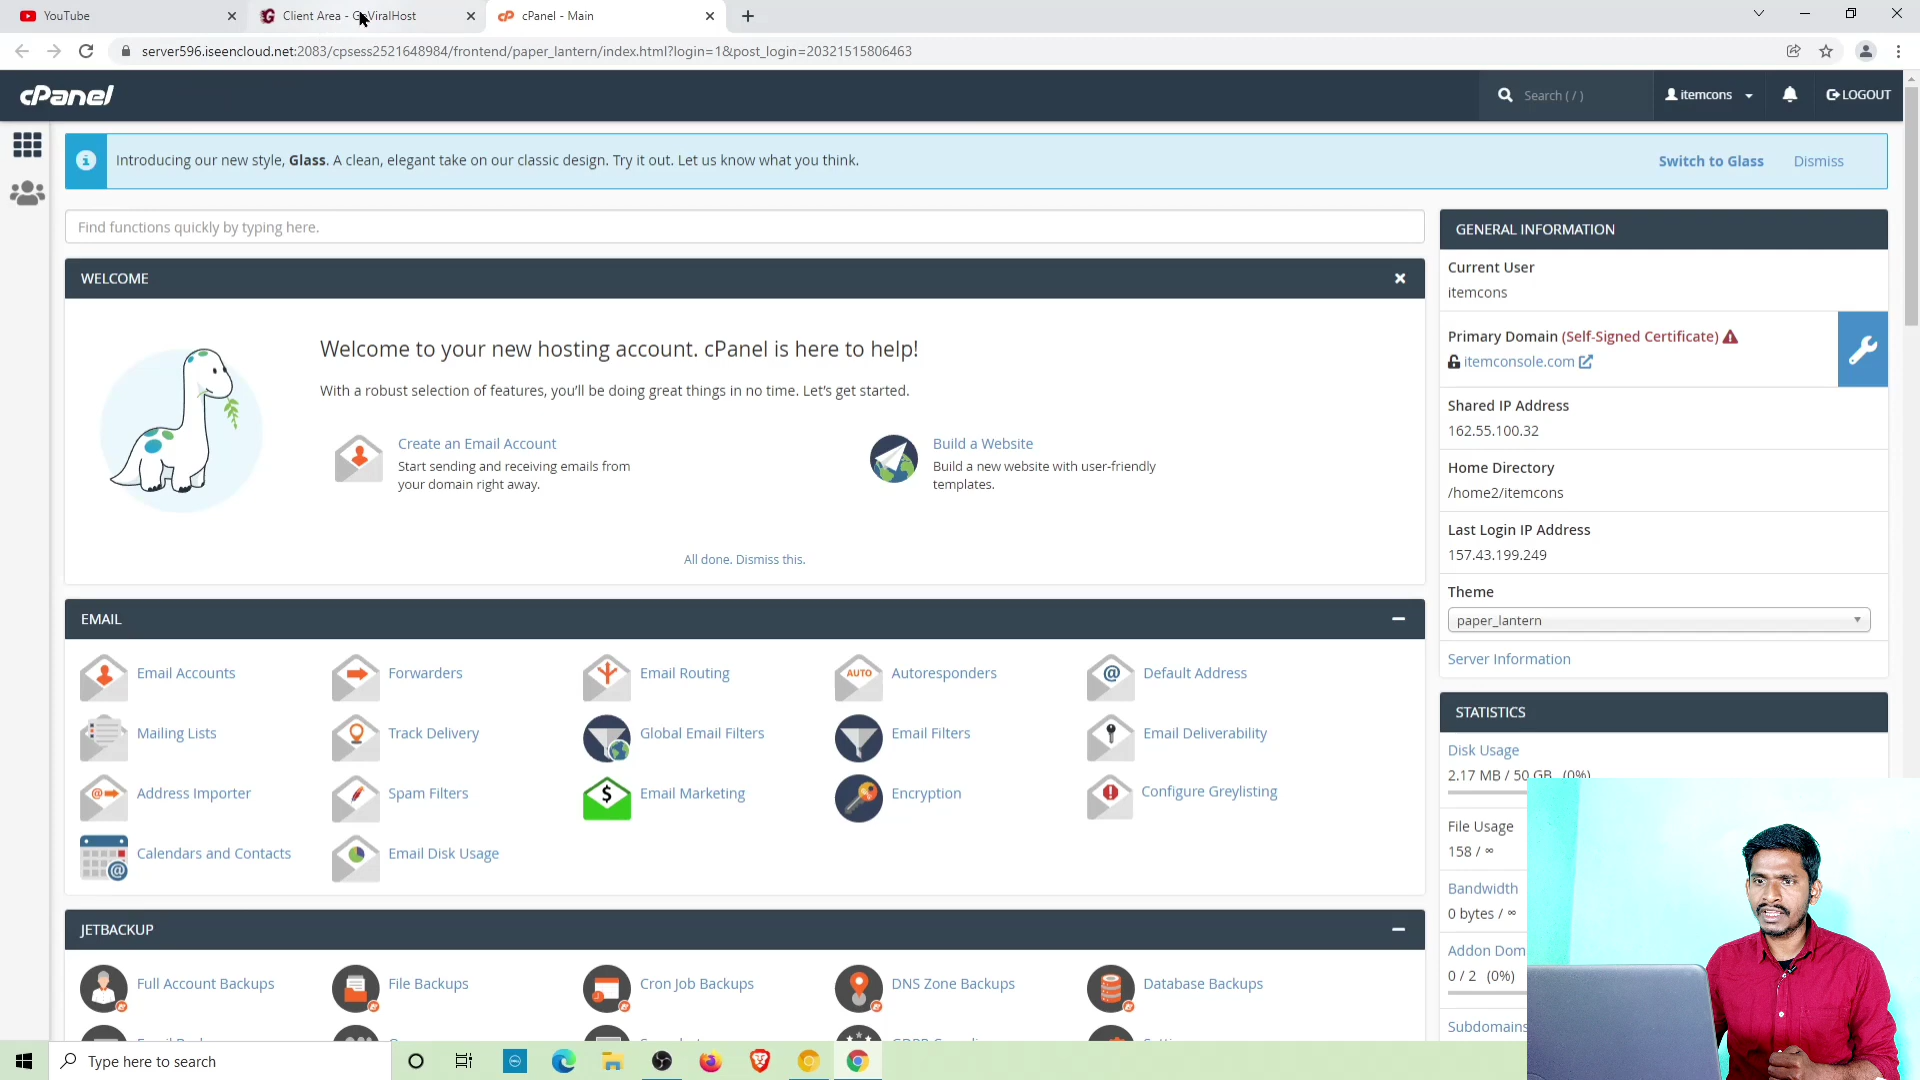 YouTube
Client Area - GoViralHost
cPanel - Main
server596.iseencloud.net:2083/cpsess2521648984/frontend/paper_lantern/index.html?login=1&post_login=20321515806463
cPanel
Search ( / )
itemcons
LOGOUT
Introducing our new style, Glass. A clean, elegant take on our classic design. Try it out. Let us know what you think.
Switch to Glass
Dismiss
Find functions quickly by typing here.
WELCOME
Welcome to your new hosting account. cPanel is here to help!
With a robust selection of features, you'll be doing great things in no time. Let's get started.
Create an Email Account
Start sending and receiving emails from
your domain right away.
Build a Website
Build a new website with user-friendly
templates.
All done. Dismiss this.
EMAIL
Email Accounts
Forwarders
Email Routing
AUTO
Autoresponders
Default Address
Mailing Lists
Track Delivery
Global Email Filters
Email Filters
Email Deliverability
Address Importer
Spam Filters
Email Marketing
Encryption
Configure Greylisting
Calendars and Contacts
Email Disk Usage
JETBACKUP
Full Account Backups
File Backups
Cron Job Backups
DNS Zone Backups
Database Backups
GENERAL INFORMATION
Current User
itemcons
Primary Domain (Self-Signed Certificate)
itemconsole.com
Shared IP Address
162.55.100.32
Home Directory
/home2/itemcons
Last Login IP Address
157.43.199.249
Theme
paper_lantern
Server Information
STATISTICS
Disk Usage
2.17 MB / 50 GB (0%)
File Usage
158 / ∞
Bandwidth
0 bytes / ∞
Addon Dom
0 / 2 (0%)
Subdomains
Type here to search